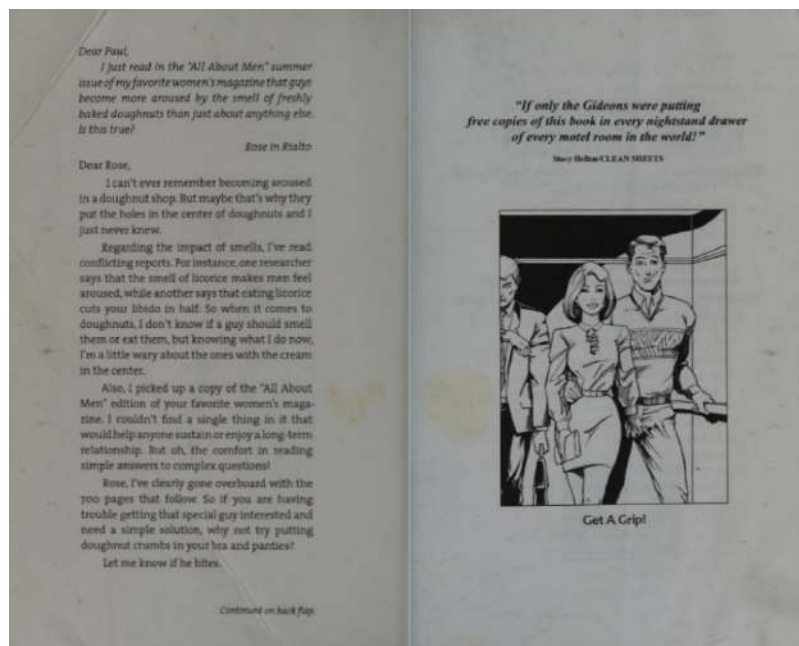 Dear Paul,
I just read in the "All About Men" summer
issue of my favorite women's magazine that guys
become more aroused by the smell of freshly
baked doughnuts than just about anything else.
Is this true?
Rose in Rialto
Dear Rose,
I can't ever remember becoming aroused
in a doughnut shop. But maybe that's why they
put the holes in the center of doughnuts and I
just never knew.
Regarding the impact of smells, I've read
conflicting reports. For instance, one researcher
says that the smell of licorice makes men feel
aroused, while another says that eating licorice
cuts your libido in half. So when it comes to
doughnuts, I don't know if a guy should smell
them or eat them, but knowing what I do now,
I'm a little wary about the ones with the cream
in the center.
Also, I picked up a copy of the "All About
Men" edition of your favorite women's maga-
zine. I couldn't find a single thing in it that
would help anyone sustain or enjoy a long-term
relationship. But oh, the comfort in reading
simple answers to complex questions!
Rose, I've clearly gone overboard with the
700 pages that follow. So if you are having
trouble getting that special guy interested and
need a simple solution, why not try putting
doughnut crumbs in your bra and panties?
Let me know if he bites.
Continued on back flap.
"If only the Gideons were putting
free copies of this book in every nightstand drawer
of every motel room in the world!"
Stacy Hellen/CLEAN SHEETS
Get A Grip!